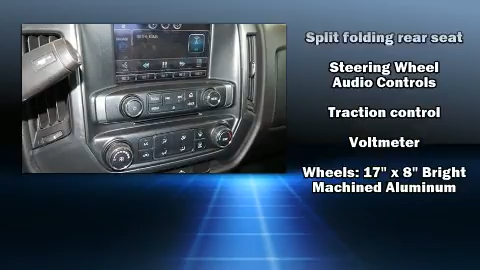 Split folding rear seat
Steering Wheel
Audio Controls
Traction control
Voltmeter
Wheels: 17" x 8" Bright
Machined Aluminum